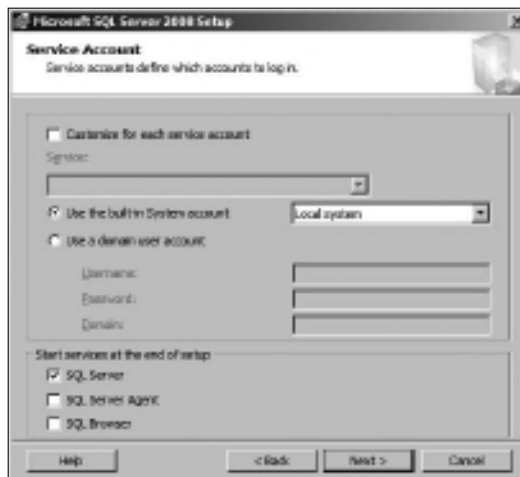 Microsoft SQL Server 2008 Setup
Service Account
Service accounts define which accounts to log in.
Customize for each service account
Service:
Use the built-in System account
Local system
Use a domain user account
Username:
Password:
Domain:
Start services at the end of setup
SQL Server
SQL Server Agent
SQL Browser
Help
< Back
Next >
Cancel